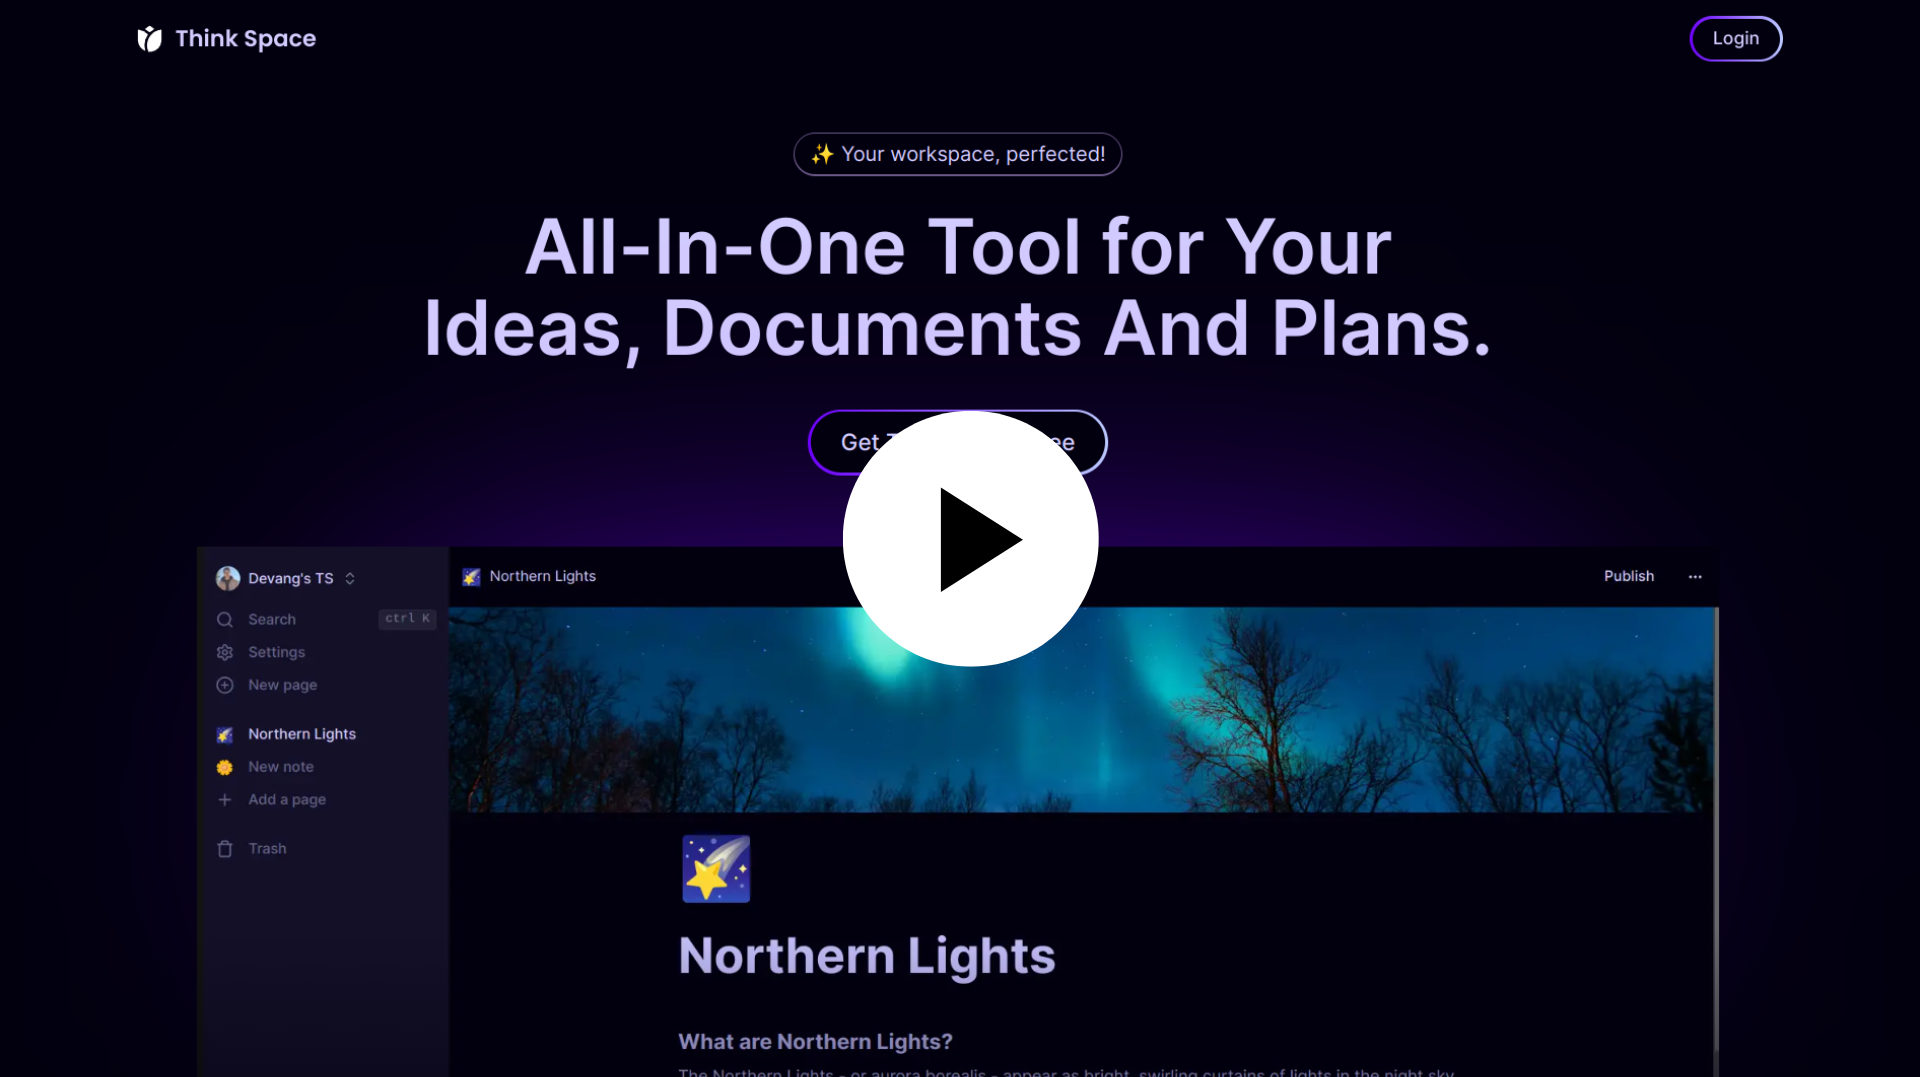 Think Space
Login
✨ Your workspace, perfected!
All-In-One Tool for Your
Ideas, Documents And Plans.
Get
Devang's TS
Search
ctrl K
Settings
New page
Northern Lights
New note
Add a page
Trash
Northern Lights
Publish
Northern Lights
What are Northern Lights?
The Northern Lights - or aurora borealis - appear as bright, swirling curtains of lights in the night sky